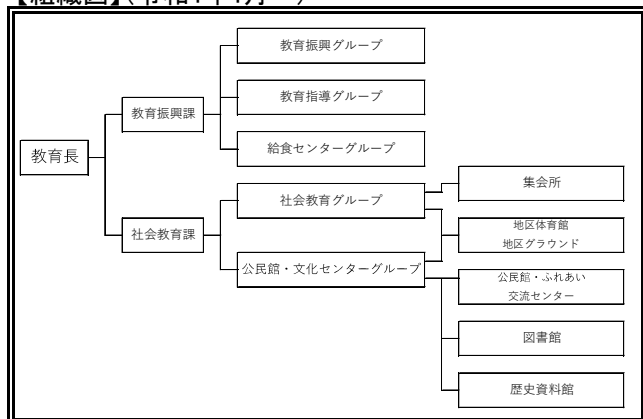 教育振興グループ
教育指導グループ
教育振興課
給食センターグループ
教育長
集会所
社会教育グループ
地区体育館
地区グラウンド
社会教育課
公民館・文化センターグループ
公民館・ふれあい
交流センター
図書館
歴史資料館